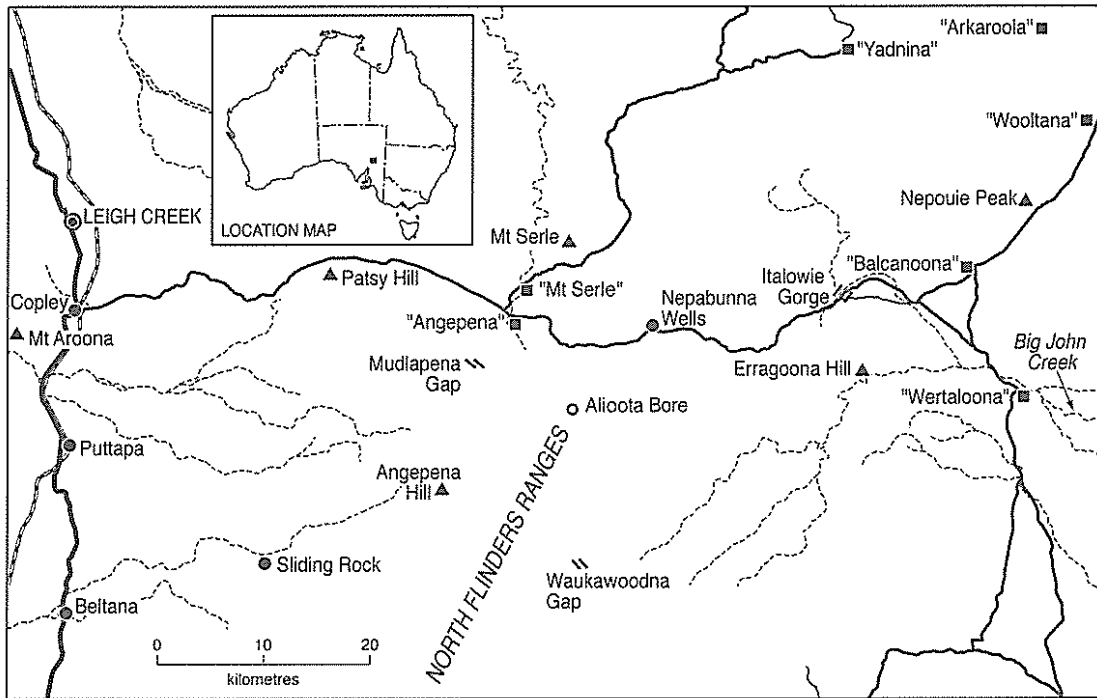 "Arkaroola"
"Yadnina"
"Wooltana"
LEIGH CREEK
LOCATION MAP
Nepouie Peak
Mt Serle
Patsy Hill
"Mt Serle"
Italowie
Gorge
"Balcanoona"
Copley
Nepabunna
Wells
"Angepena"
Mt Aroona
Mudlapena
Gap
Erragoona Hill
Big John
Creek
"Wertaloona"
Alioota Bore
Puttapa
NORTH FLINDERS RANGES
Angepena
Hill
Sliding Rock
Waukawoodna
Gap
Beltana
0 10 20
kilometres